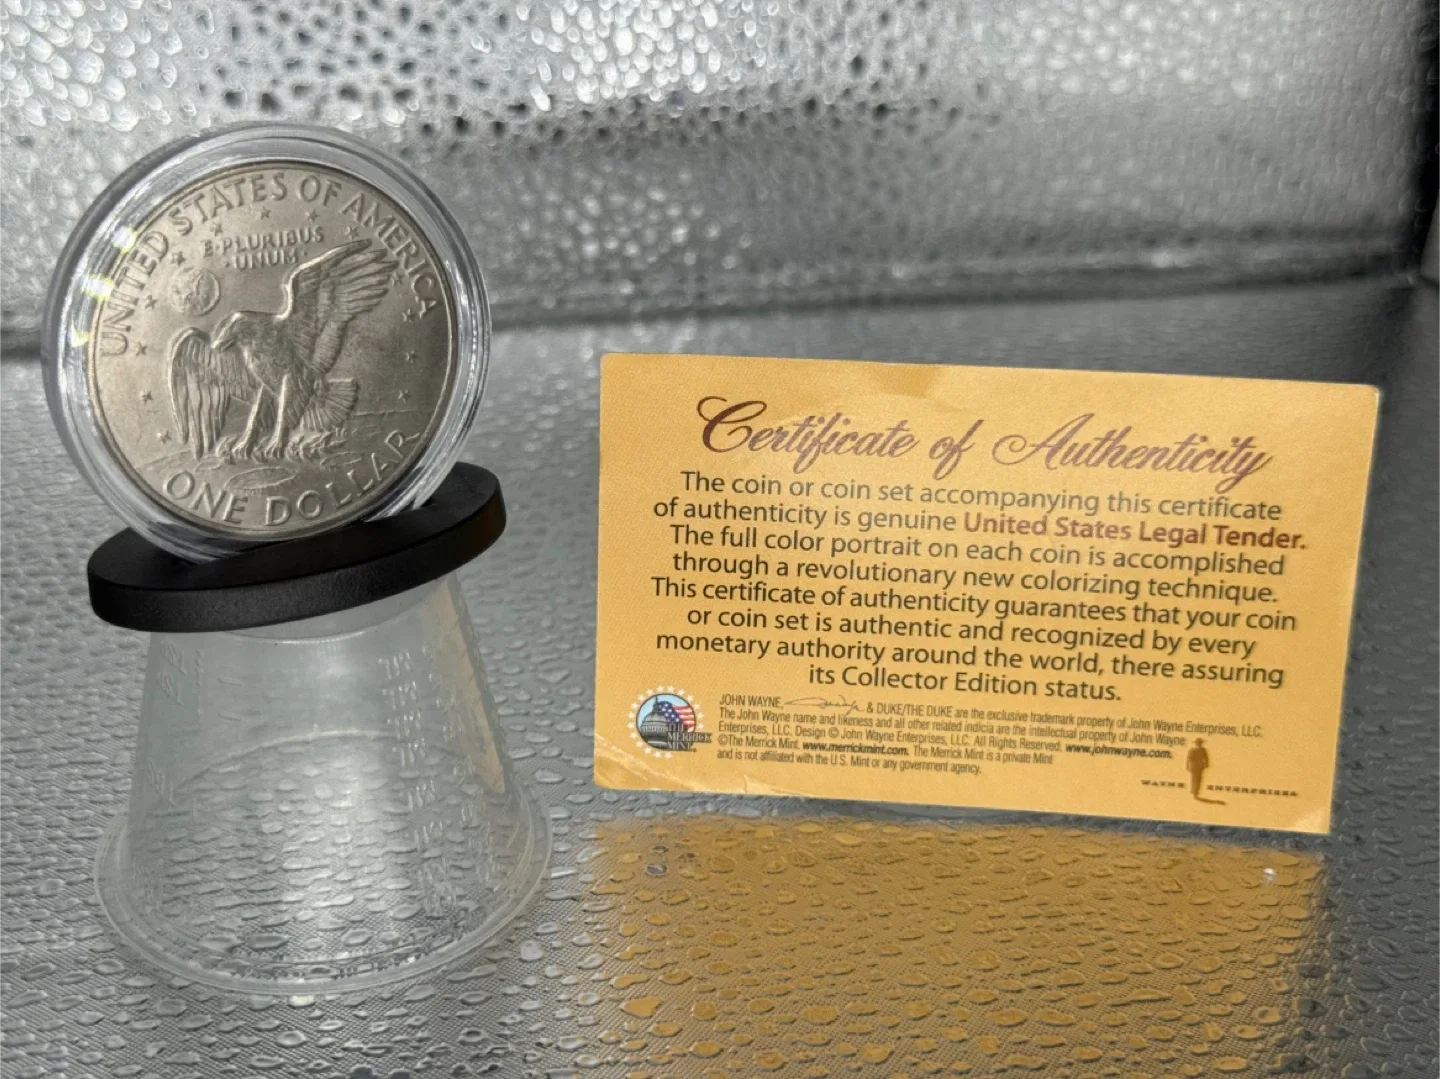 UNITED STATES OF AMERICA
E·PLURIBUS
·UNUM·
ONE DOLLAR
Certificate of Authenticity
The coin or coin set accompanying this certificate
of authenticity is genuine United States Legal Tender.
The full color portrait on each coin is accomplished
through a revolutionary new colorizing technique.
This certificate of authenticity guarantees that your coin
or coin set is authentic and recognized by every
monetary authority around the world, there assuring
its Collector Edition status.
JOHN WAYNE, & DUKE/THE DUKE are the exclusive trademark property of John Wayne Enterprises, LLC.
The John Wayne name and likeness and all other related indicia are the intellectual property of John Wayne
Enterprises, LLC. Design © John Wayne Enterprises, LLC. All Rights Reserved. www.johnwayne.com.
©The Merrick Mint. www.merrickmint.com. The Merrick Mint is a private Mint
and is not affiliated with the U.S. Mint or any government agency.
THE
MERRICK
MINT
WAYNE ENTERPRISES